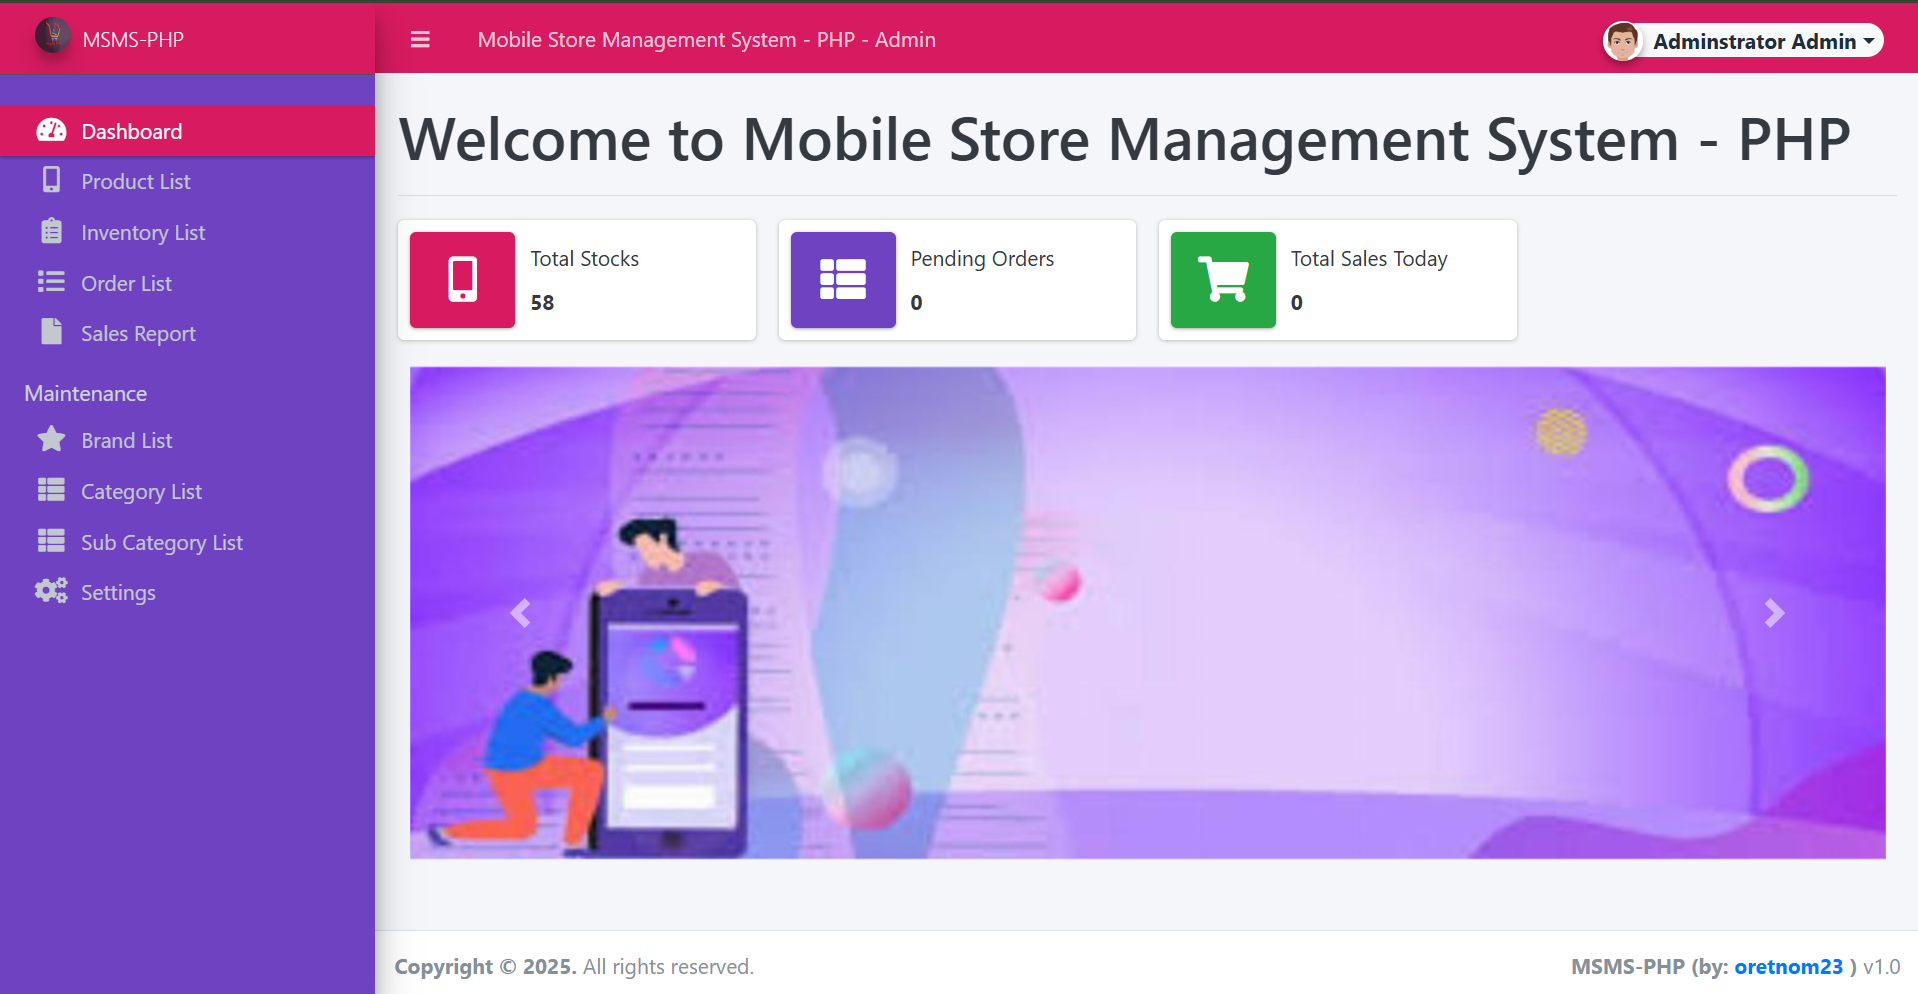 MSMS-PHP
Mobile Store Management System - PHP - Admin
Adminstrator Admin
Dashboard
Product List
Inventory List
Order List
Sales Report
Maintenance
Brand List
Category List
Sub Category List
Settings
Welcome to Mobile Store Management System - PHP
Total Stocks
58
Pending Orders
0
Total Sales Today
0
Copyright © 2025. All rights reserved.
MSMS-PHP (by: oretnom23 ) v1.0